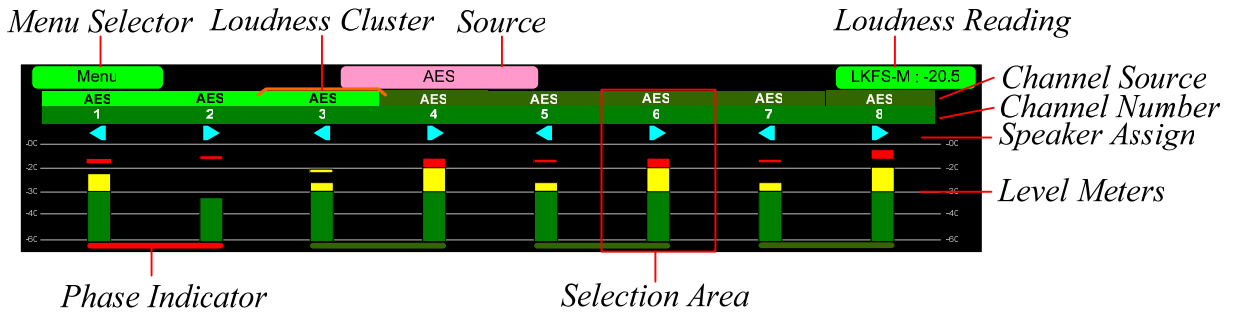 Menu Selector Loudness Cluster Source Loudness Reading
Menu AES LKFS-M : -20.5
Channel Source
AES AES AES AES AES AES AES AES
1 2 3 4 5 6 7 8
Channel Number
Speaker Assign
-00 -00
-20 -20
-30 -30
Level Meters
-40 -40
-60 -60
Phase Indicator Selection Area